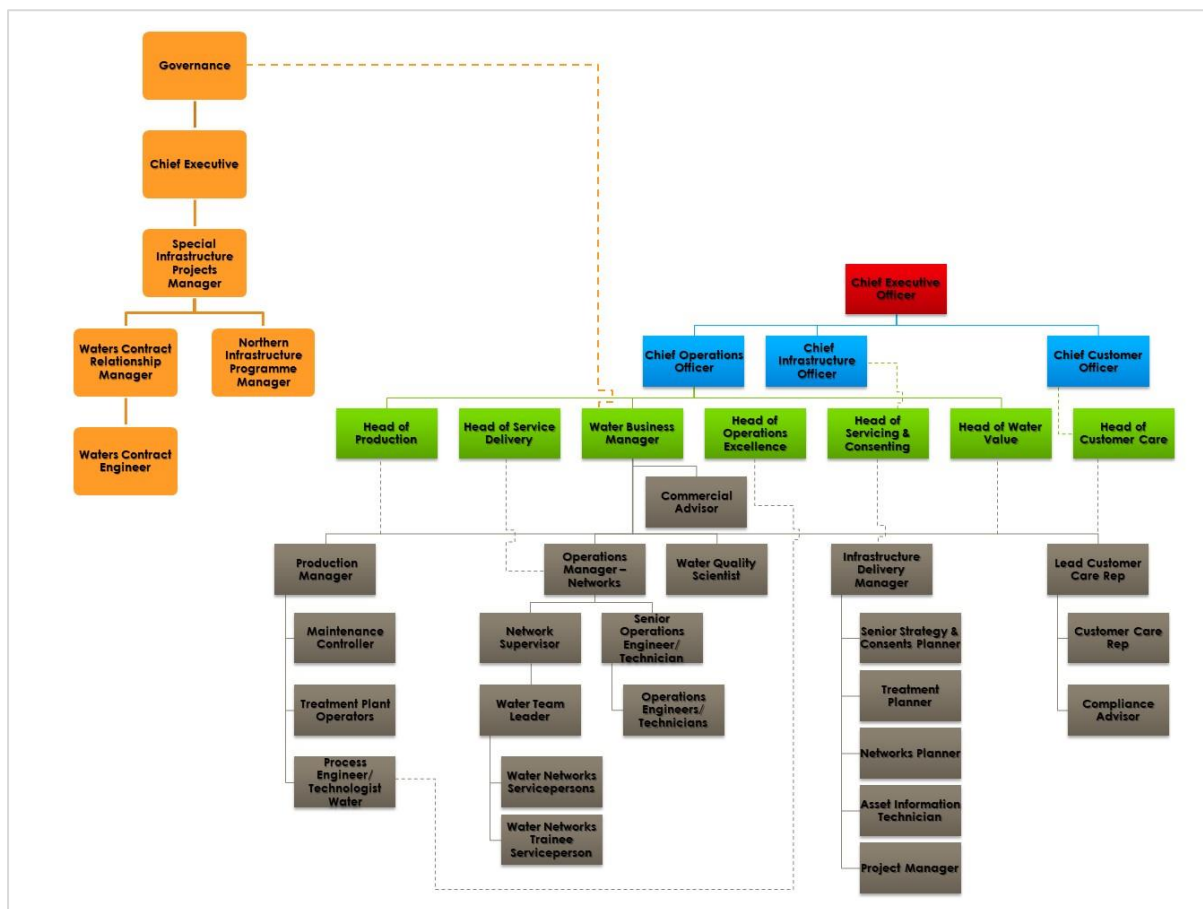 Governance
Chief Executive
Special
Infrastructure
Projects
Manager
Waters Contract
Relationship
Manager
Northern
Infrastructure
Programme
Manager
Waters Contract
Engineer
Chief Executive
Officer
Chief Operations
Officer
Chief
Infrastructure
Officer
Chief Customer
Officer
Head of
Production
Head of Service
Delivery
Water Business
Manager
Head of
Operations
Excellence
Head of
Servicing &
Consenting
Head of Water
Value
Head of
Customer Care
Commercial
Advisor
Production
Manager
Operations
Manager –
Networks
Water Quality
Scientist
Infrastructure
Delivery
Manager
Lead Customer
Care Rep
Maintenance
Controller
Treatment Plant
Operators
Process
Engineer/
Technologist
Water
Network
Supervisor
Senior
Operations
Engineer/
Technician
Water Team
Leader
Operations
Engineers/
Technicians
Water Networks
Servicepersons
Water Networks
Trainee
Serviceperson
Senior Strategy &
Consents Planner
Treatment
Planner
Networks Planner
Asset Information
Technician
Project Manager
Customer Care
Rep
Compliance
Advisor